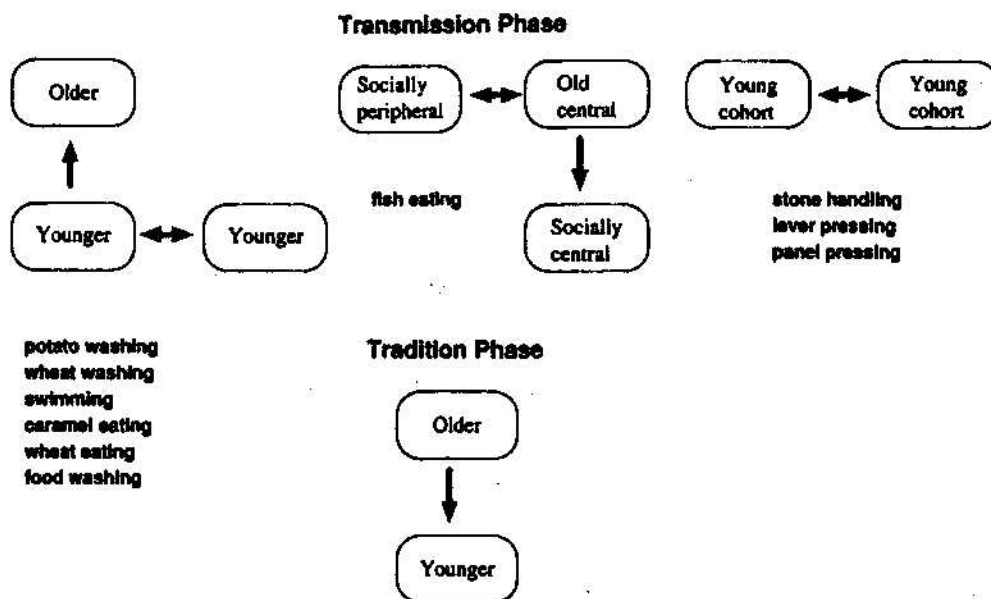 Transmission Phase
Older
Younger
Younger
potato washing
wheat washing
swimming
caramel eating
wheat eating
food washing
Socially
peripheral
Old
central
fish eating
Socially
central
Young
cohort
Young
cohort
stone handling
lever pressing
panel pressing
Tradition Phase
Older
Younger